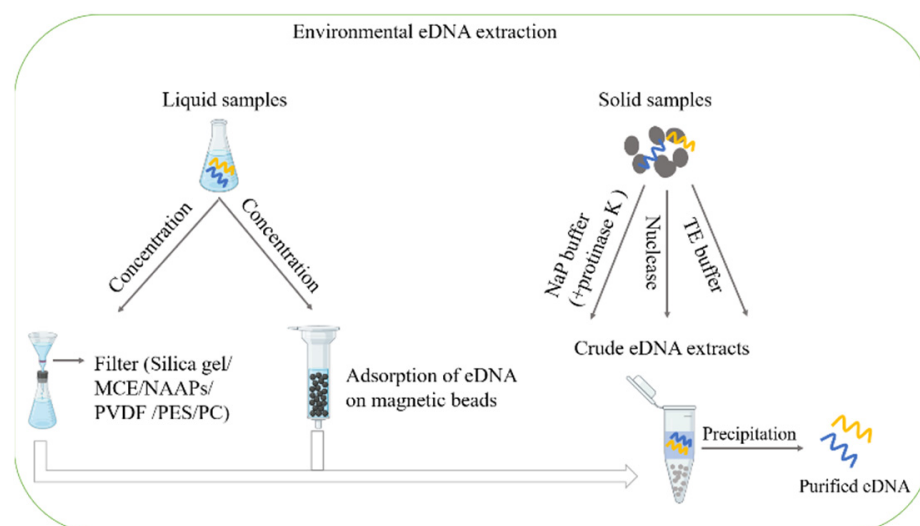 Environmental eDNA extraction
Liquid samples
Solid samples
Concentration
Concentration
NaP buffer
(+protinase K )
Nuclease
TE buffer
Filter (Silica gel/
MCE/NAAPs/
PVDF /PES/PC)
Adsorption of eDNA
on magnetic beads
Crude eDNA extracts
Precipitation
Purified eDNA